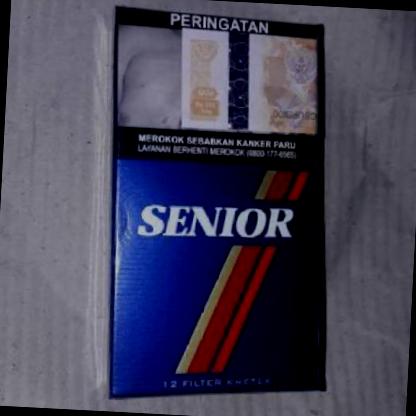 PERINGATAN
MEROKOK SEBABKAN KANKER PARU
LAYANAN BERHENTI MEROKOK (0800-177-6565)
SENIOR
12 FILTER KRETEK